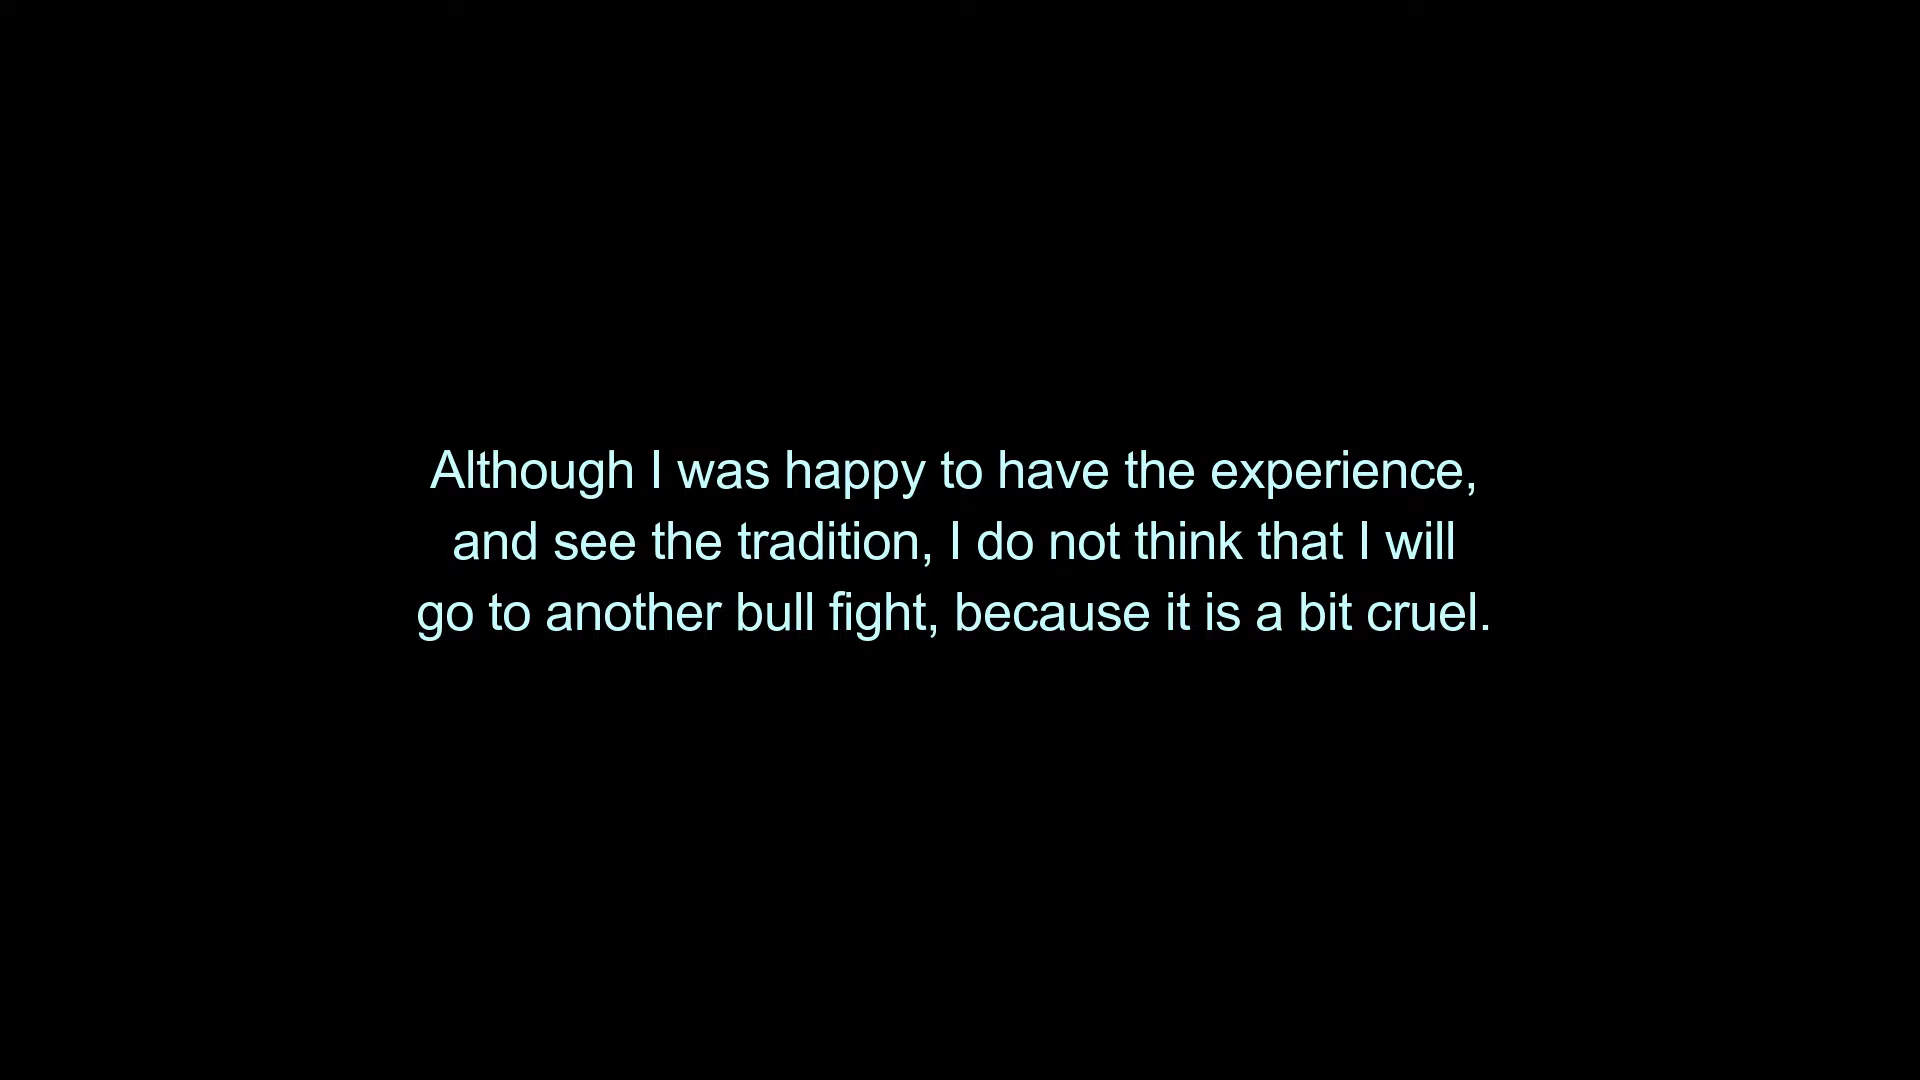 Although I was happy to have the experience,
and see the tradition, I do not think that I will
go to another bull fight, because it is a bit cruel.